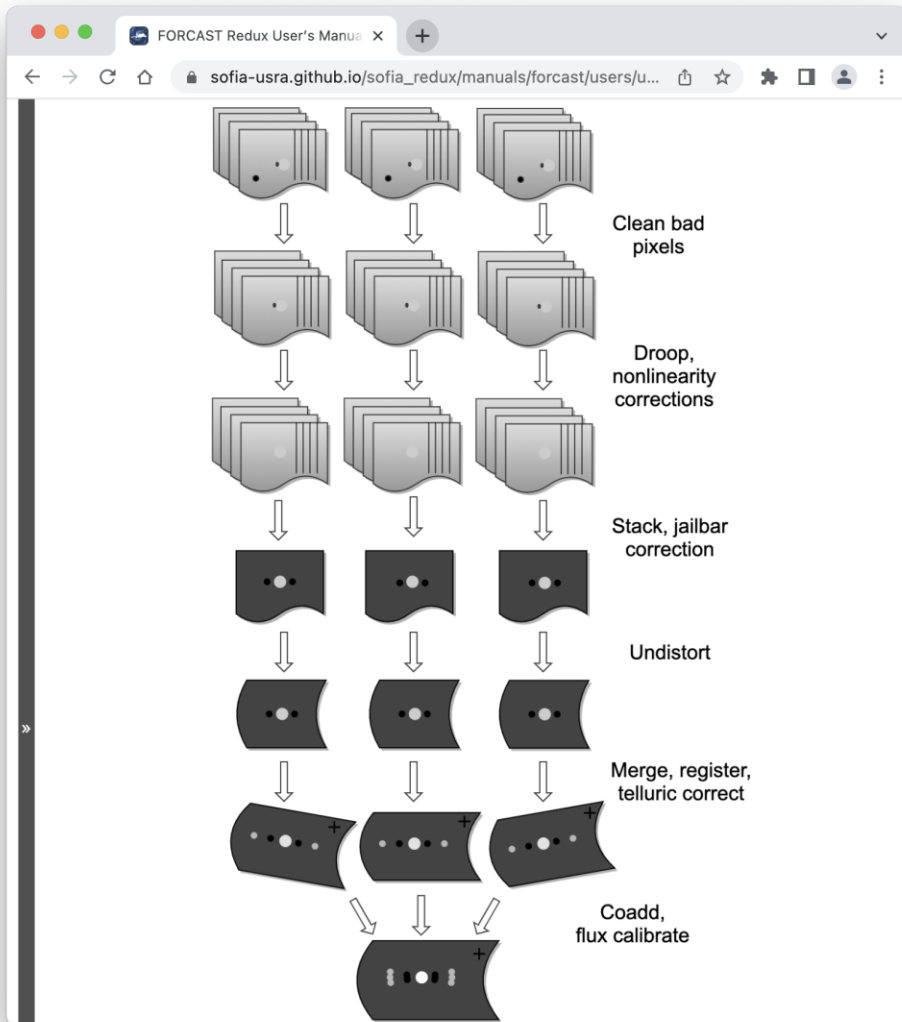 FORCAST Redux User's Manua
sofia-usra.github.io/sofia_redux/manuals/forcast/users/u...
Clean bad
pixels
Droop,
nonlinearity
corrections
Stack, jailbar
correction
Undistort
»
Merge, register,
telluric correct
Coadd,
flux calibrate